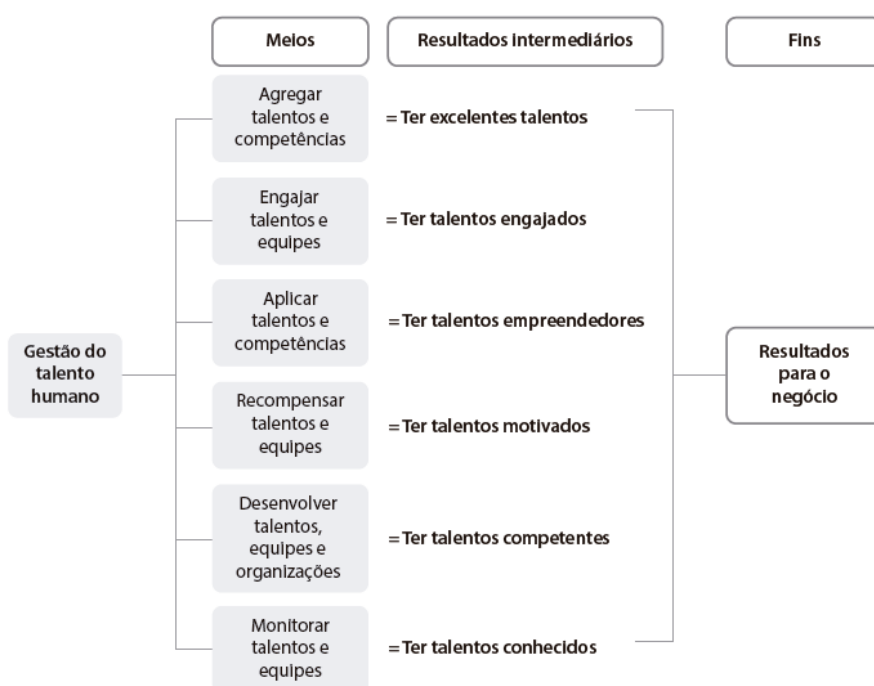 Meios
Resultados intermediários
Fins
Agregar
talentos e
competências
= Ter excelentes talentos
Engajar
talentos e
equipes
= Ter talentos engajados
Aplicar
talentos e
competências
= Ter talentos empreendedores
Gestão do
talento
humano
Resultados
para o
negócio
Recompensar
talentos e
equipes
= Ter talentos motivados
Desenvolver
talentos,
equipes e
organizações
= Ter talentos competentes
Monitorar
talentos e
equipes
= Ter talentos conhecidos